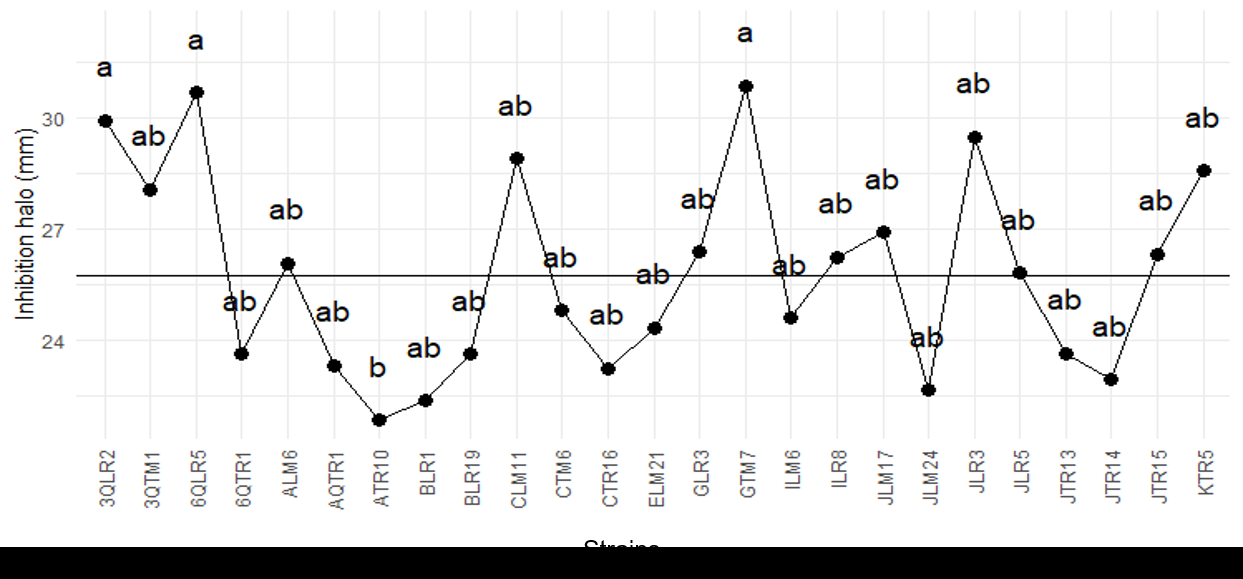 a
a
a
ab
ab
ab
30
ab
ab
ab
ab
ab
ab
ab
27
ab
ab
ab
ab
ab
ab
ab
ab
ab
ab
24
ab
b
Inhibition halo (mm)
3QLR2
3QTM1
6QLR5
6QTR1
ALM6
AQTR1
ATR10
BLR1
BLR19
CLM11
CTM6
CTR16
ELM21
GLR3
GTM7
ILM6
ILR8
JLM17
JLM24
JLR3
JLR5
JTR13
JTR14
JTR15
KTR5
Strains